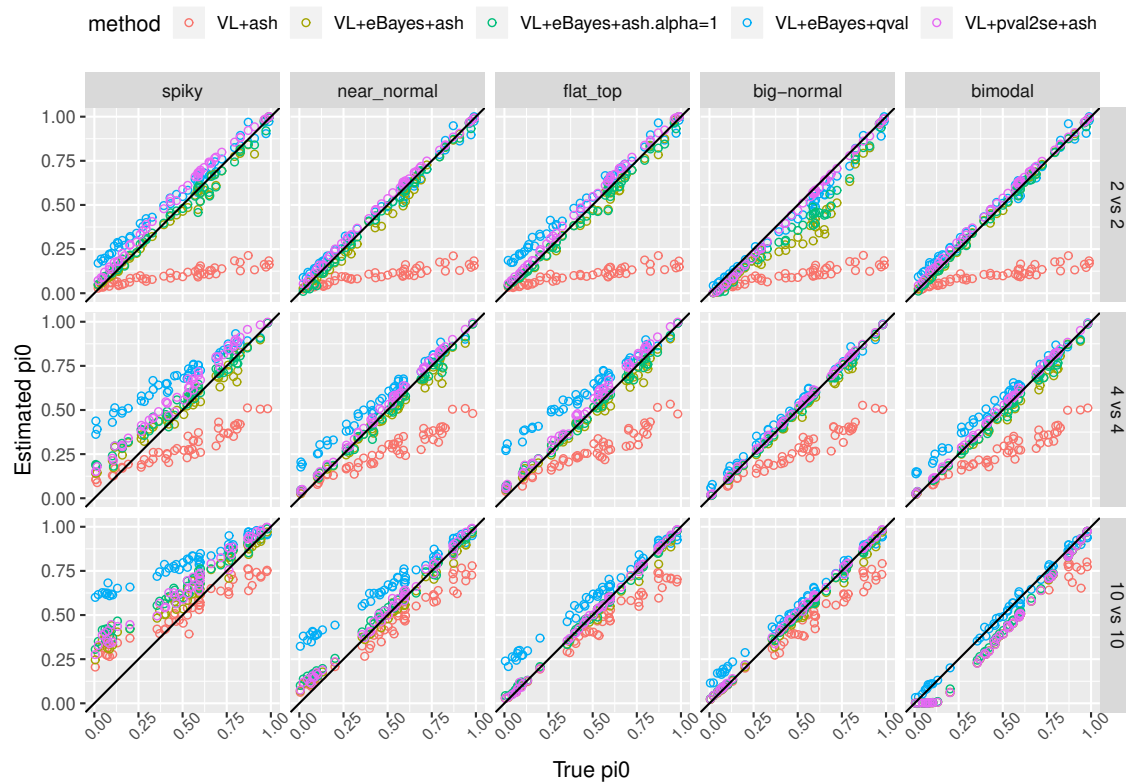 method VL+ash VL+eBayes+ash VL+eBayes+ash.alpha=1 VL+eBayes+qval VL+pval2se+ash
spiky near_normal flat_top big-normal bimodal
1.00
0.75
0.50
0.25
0.00
2 vs 2
1.00
0.75
0.50
0.25
0.00
4 vs 4
1.00
0.75
0.50
0.25
0.00
10 vs 10
Estimated pi0
0.00 0.25 0.50 0.75 1.00 0.00 0.25 0.50 0.75 1.00 0.00 0.25 0.50 0.75 1.00 0.00 0.25 0.50 0.75 1.00 0.00 0.25 0.50 0.75 1.00
True pi0